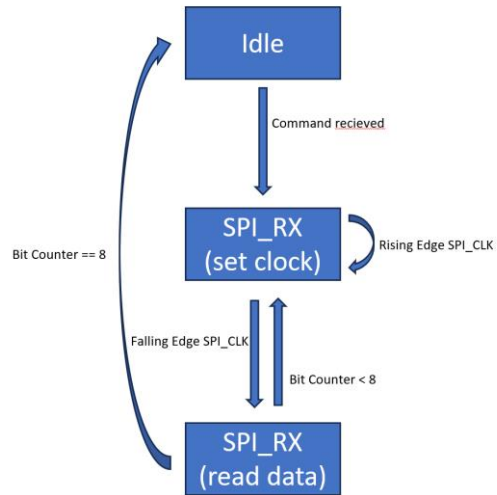 Idle
Command recieved
SPI_RX
(set clock)
Rising Edge SPI_CLK
Bit Counter == 8
Falling Edge SPI_CLK
Bit Counter < 8
SPI_RX
(read data)